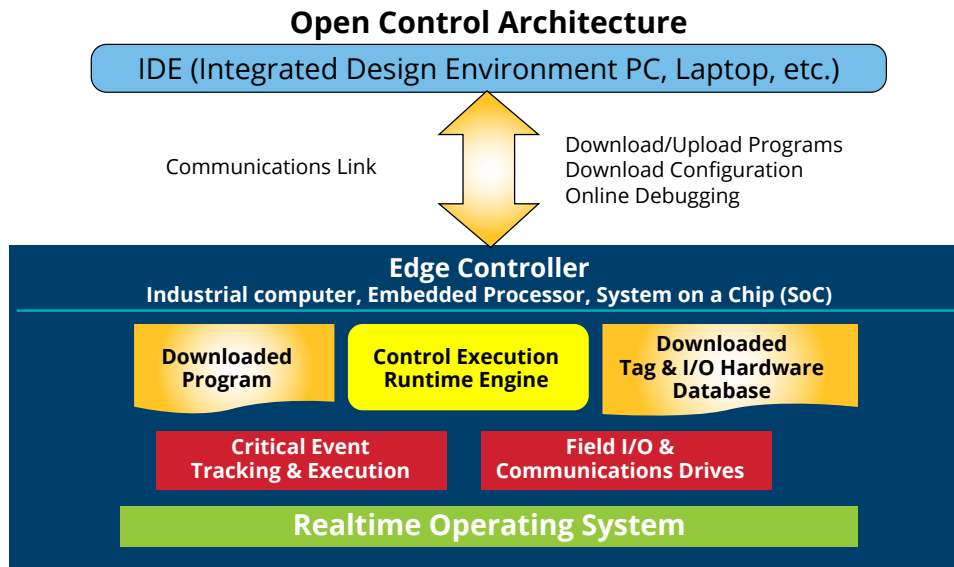 Open Control Architecture
IDE (Integrated Design Environment PC, Laptop, etc.)
Communications Link
Download/Upload Programs
Download Configuration
Online Debugging
Edge Controller
Industrial computer, Embedded Processor, System on a Chip (SoC)
Downloaded
Program
Control Execution
Runtime Engine
Downloaded
Tag & I/O Hardware
Database
Critical Event
Tracking & Execution
Field I/O &
Communications Drives
Realtime Operating System